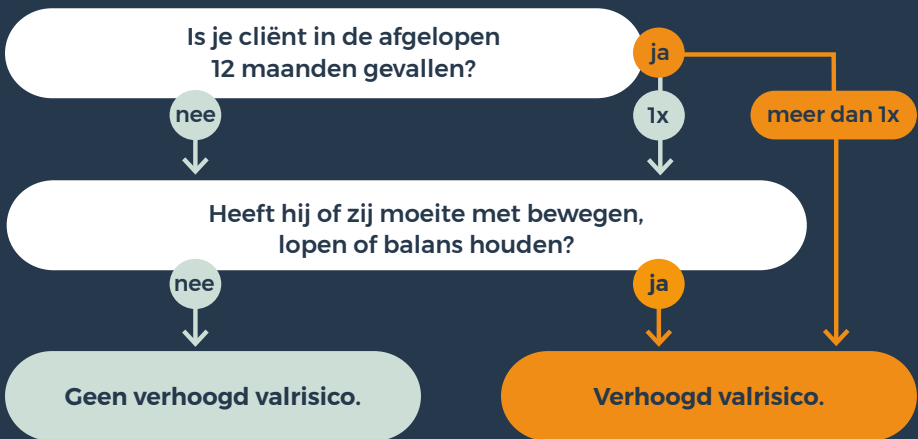 Is je cliënt in de afgelopen
12 maanden gevallen?
ja
nee
1x
meer dan 1x
Heeft hij of zij moeite met bewegen,
lopen of balans houden?
nee
ja
Geen verhoogd valrisico.
Verhoogd valrisico.